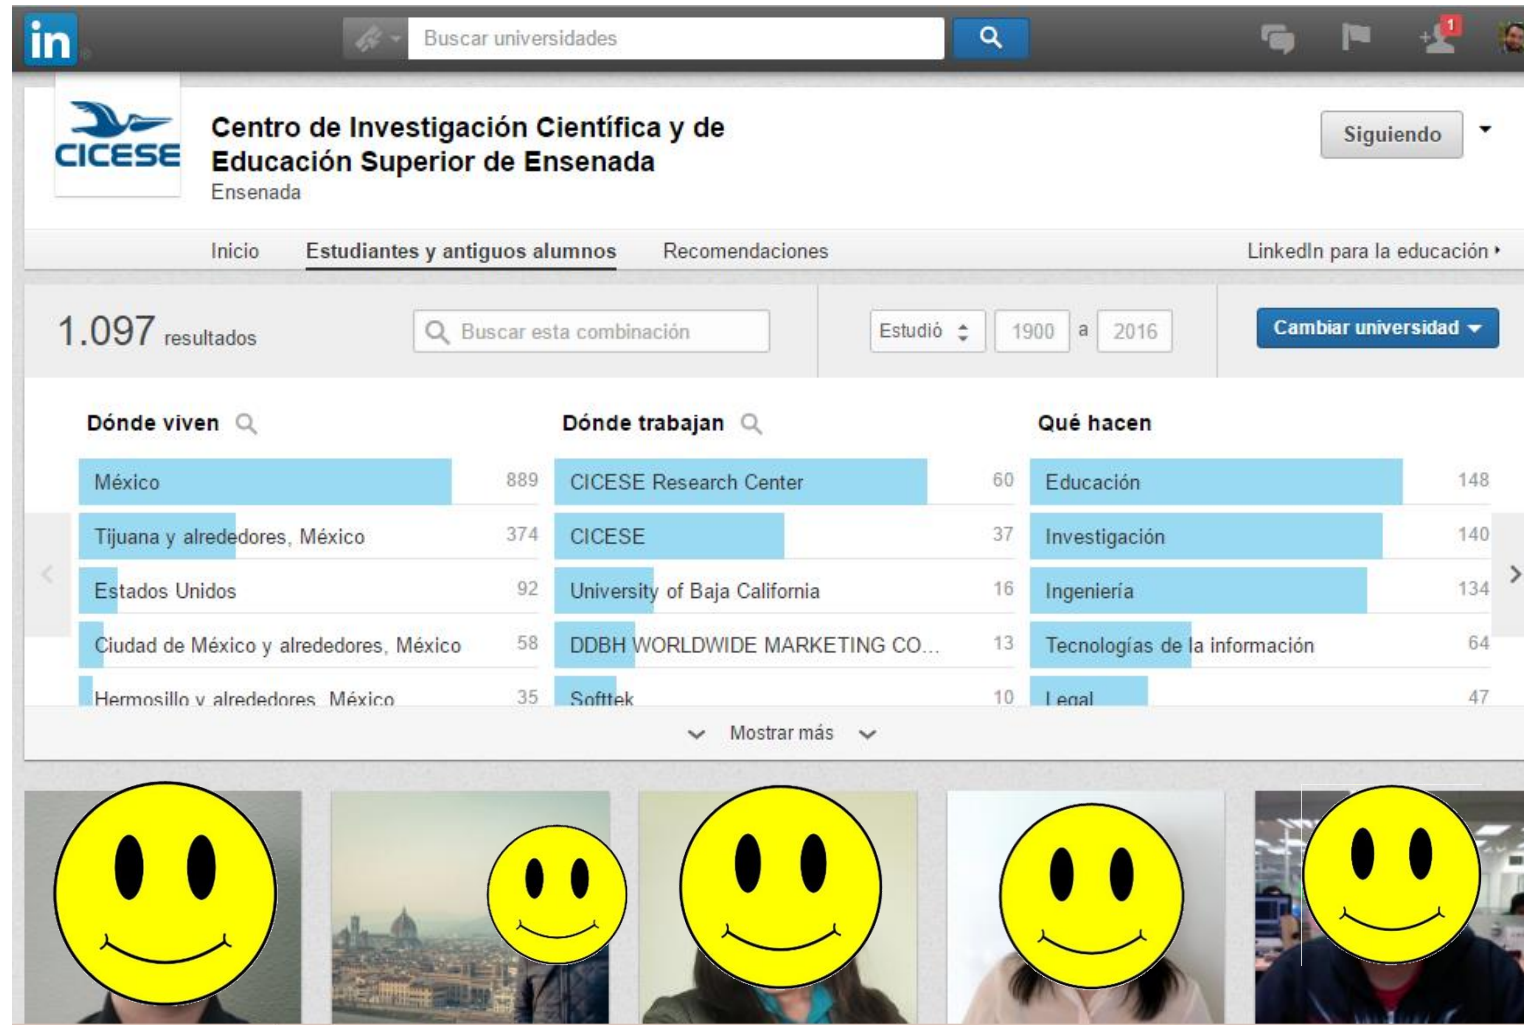 in
Buscar universidades
1
CICESE
Centro de Investigación Científica y de
Educación Superior de Ensenada
Ensenada
Siguiendo
Inicio Estudiantes y antiguos alumnos Recomendaciones LinkedIn para la educación
1.097 resultados Buscar esta combinación Estudió 1900 a 2016 Cambiar universidad
Dónde viven
México 889
Tijuana y alrededores, México 374
Estados Unidos 92
Ciudad de México y alrededores, México 58
Hermosillo y alrededores, México 35
Dónde trabajan
CICESE Research Center 60
CICESE 37
University of Baja California 16
DDBH WORLDWIDE MARKETING CO... 13
Softtek 10
Qué hacen
Educación 148
Investigación 140
Ingeniería 134
Tecnologías de la información 64
Legal 47
Mostrar más